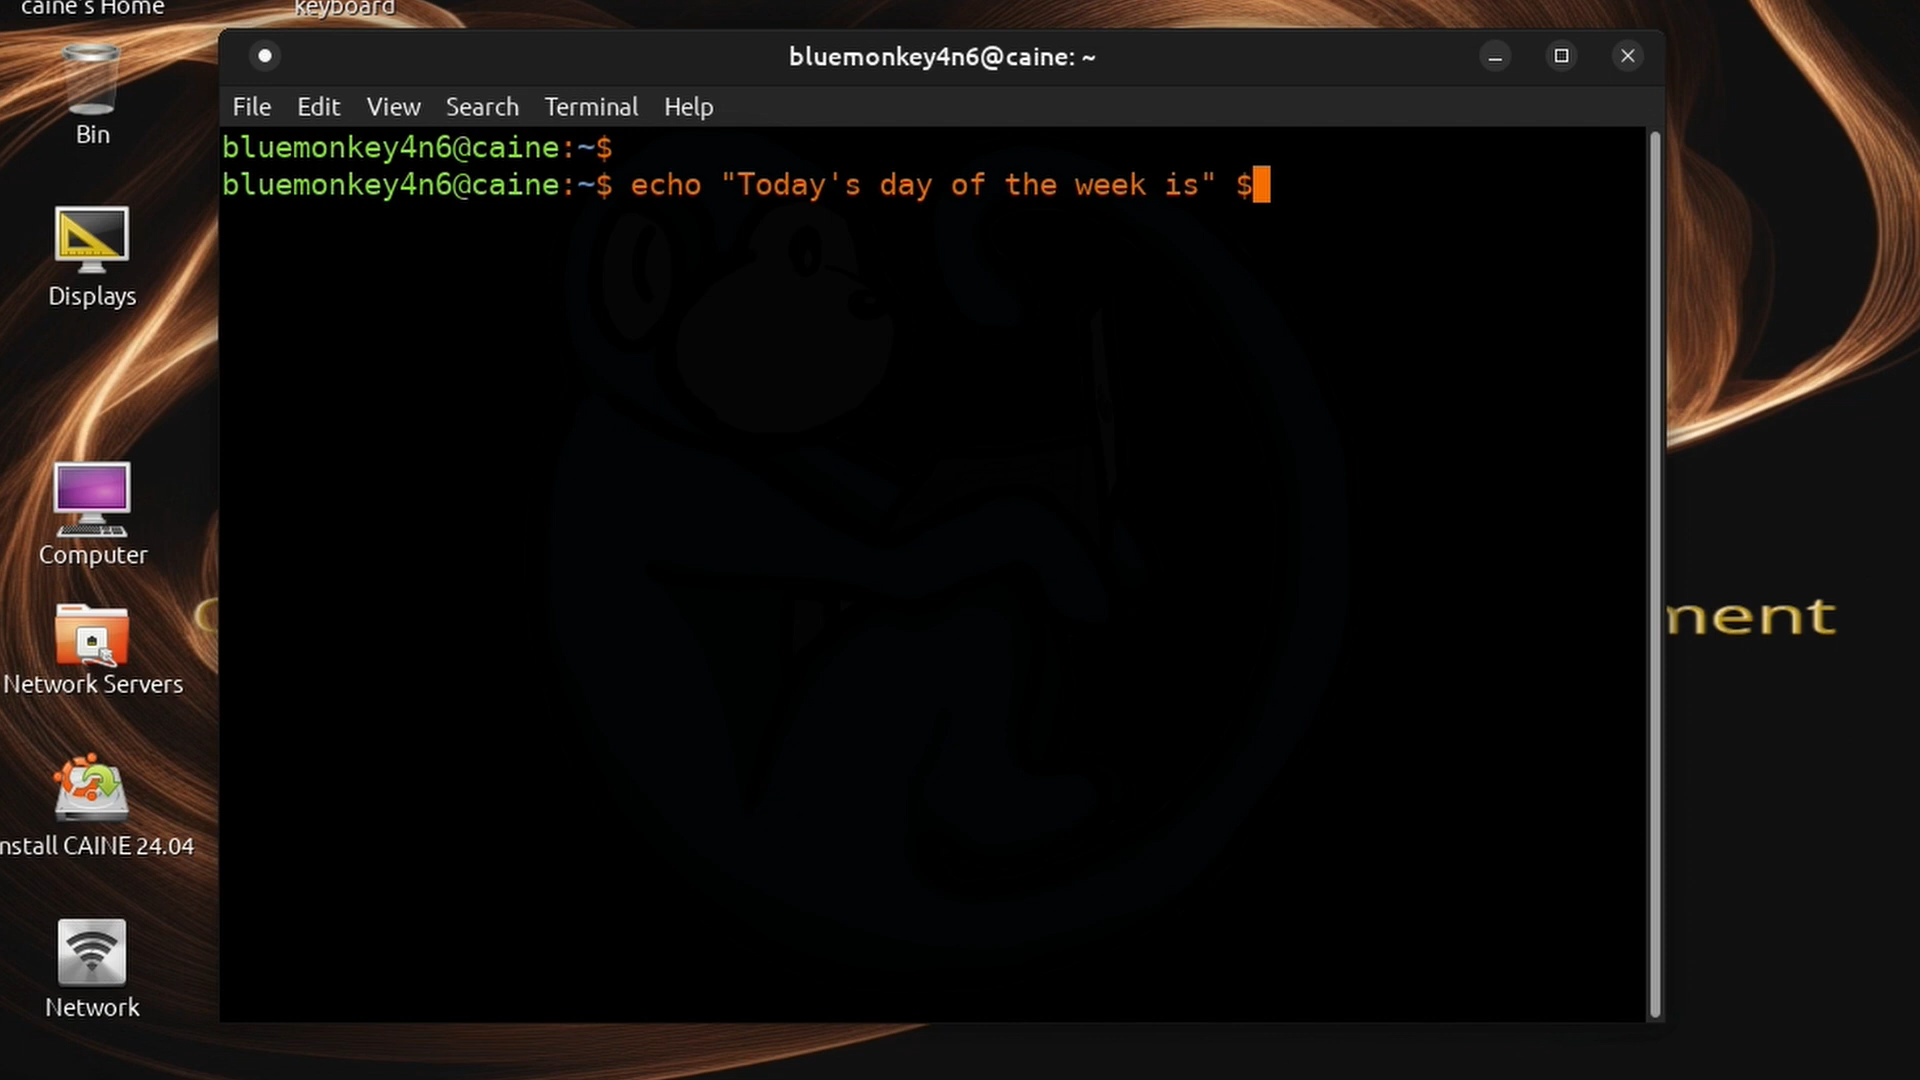 caine's Home
keyboard
Bin
Displays
Computer
Network Servers
nstall CAINE 24.04
Network
bluemonkey4n6@caine: ~
File Edit View Search Terminal Help
bluemonkey4n6@caine:~$
bluemonkey4n6@caine:~$ echo "Today's day of the week is" $
ment